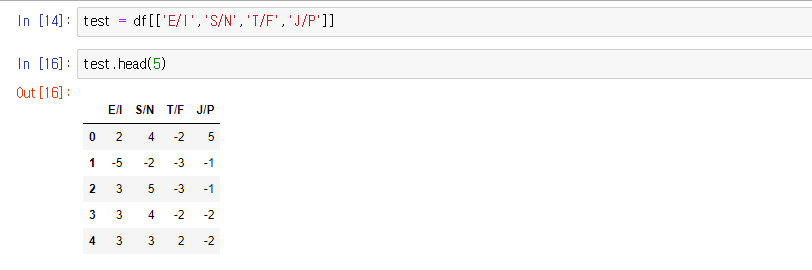 In [14]: test = df[['E/I','S/N','T/F','J/P']]
In [16]: test.head(5)
Out[16]:
E/I S/N T/F J/P
0 2 4 -2 5
1 -5 -2 -3 -1
2 3 5 -3 -1
3 3 4 -2 -2
4 3 3 2 -2